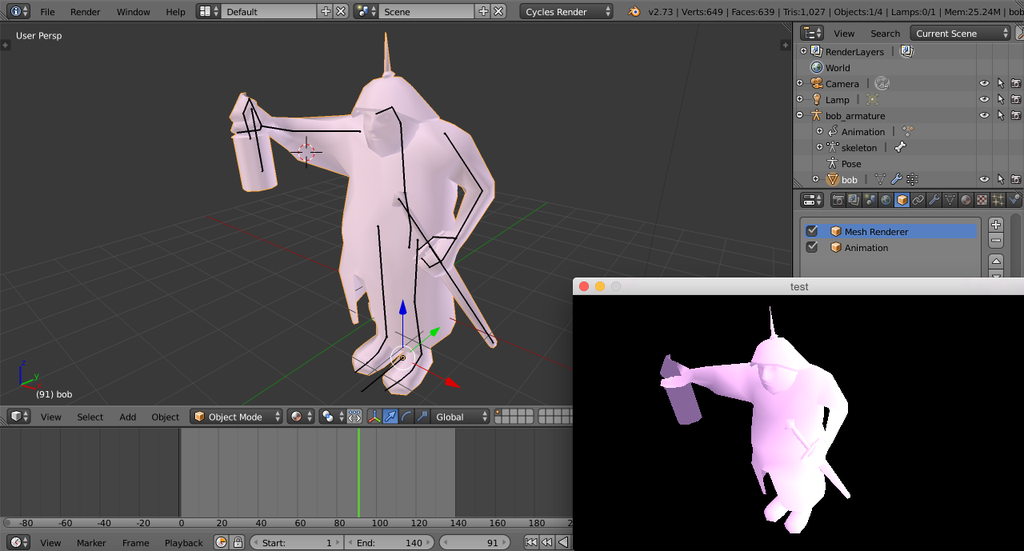 File Render Window Help Default Scene Cycles Render v2.73 | Verts:649 | Faces:639 | Tris:1,027 | Objects:1/4 | Lamps:0/1 | Mem:25.24M | bob
User Persp
View Search Current Scene
RenderLayers
World
Camera
Lamp
bob_armature
Animation
skeleton
Pose
bob
Mesh Renderer
Animation
test
z
y
x
(91) bob
View Select Add Object Object Mode Global
-80 -60 -40 -20 0 20 40 60 80 100 120 140 160 180
View Marker Frame Playback Start: 1 End: 140 91